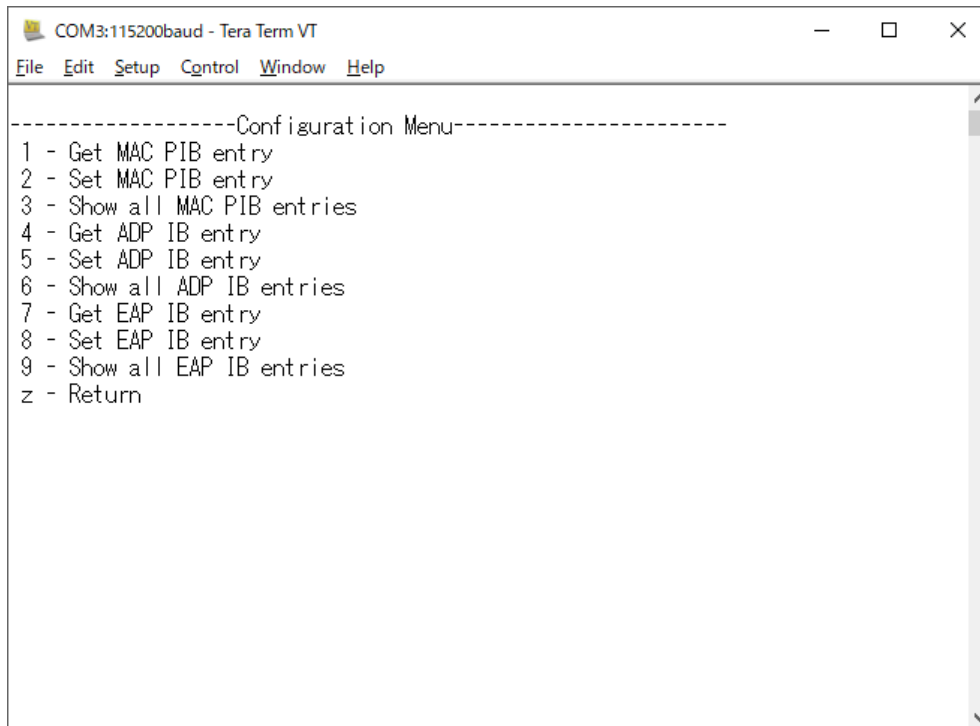 COM3:115200baud - Tera Term VT
File Edit Setup Control Window Help
-------------------Configuration Menu-----------------------
1 - Get MAC PIB entry
2 - Set MAC PIB entry
3 - Show all MAC PIB entries
4 - Get ADP IB entry
5 - Set ADP IB entry
6 - Show all ADP IB entries
7 - Get EAP IB entry
8 - Set EAP IB entry
9 - Show all EAP IB entries
z - Return